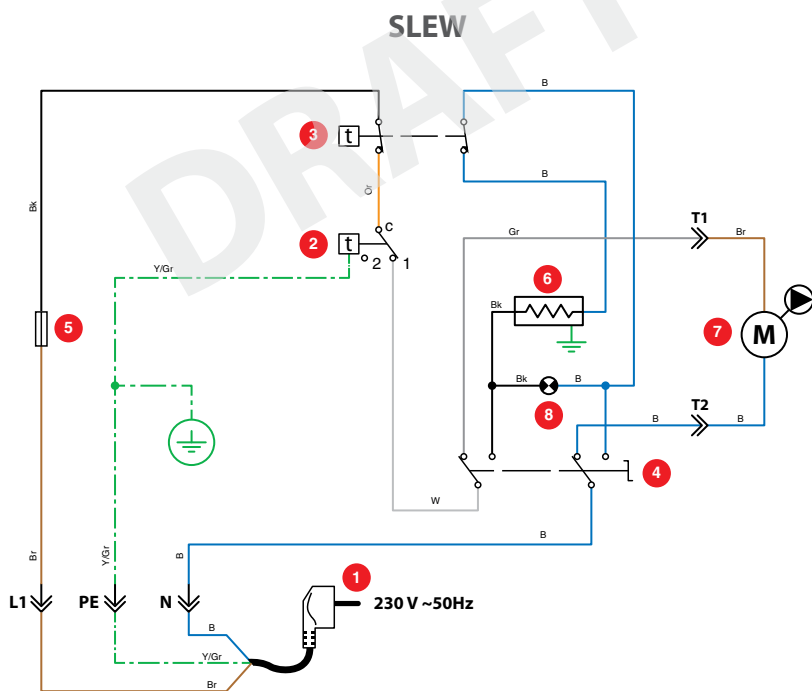 SLEW
DRAFT
B
3
t
B
Or
Bk
C
T1
Br
Gr
2
t
2
1
Y/Gr
6
Bk
5
7
M
Bk
B
8
T2
B
B
4
W
B
Br
Y/Gr
B
1
L1
PE
N
230 V ~50Hz
B
Y/Gr
Br